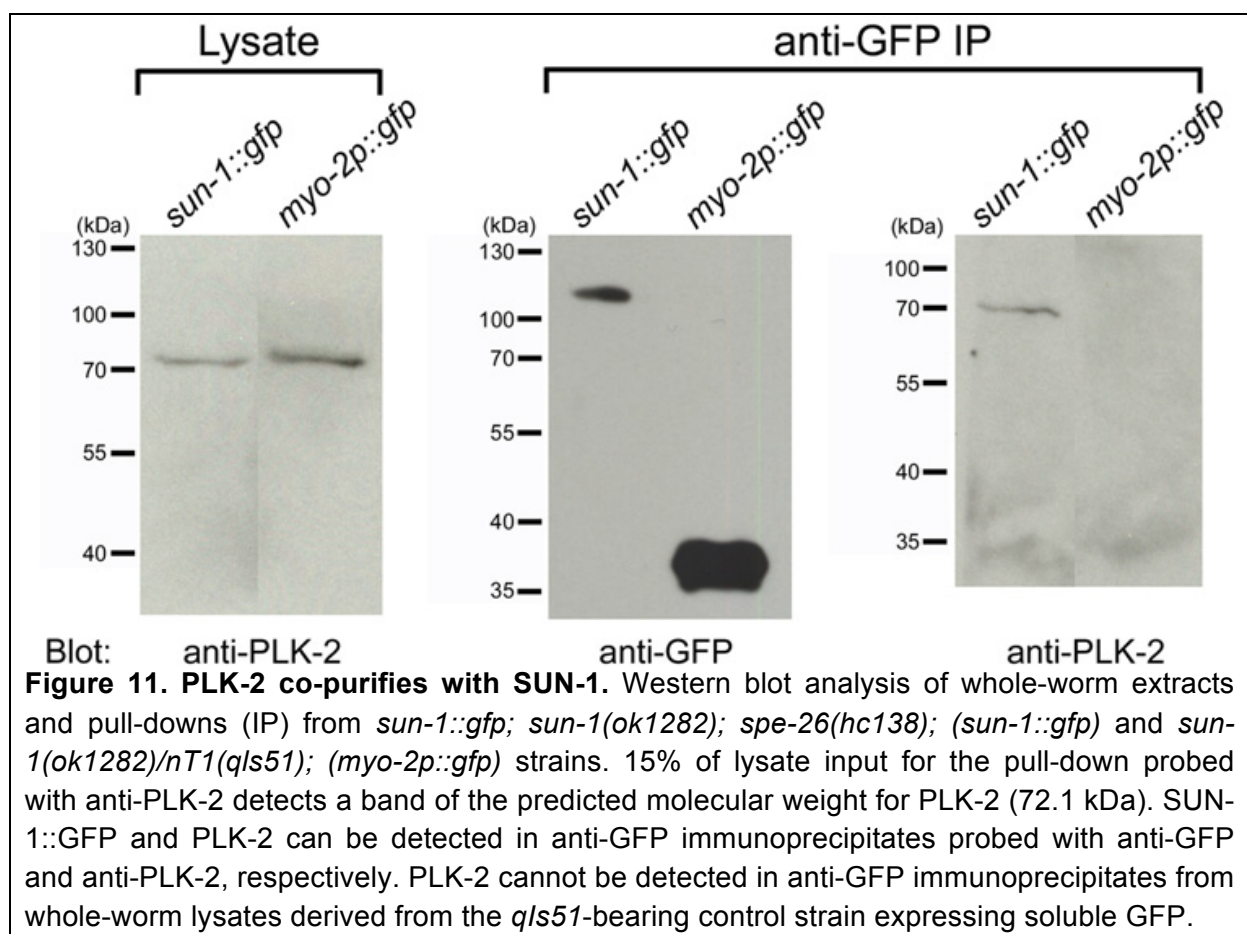 Lysate
anti-GFP IP
sun-1::gfp
myo-2p::gfp
sun-1::gfp
myo-2p::gfp
sun-1::gfp
myo-2p::gfp
(kDa)
130
100
70
55
40
(kDa)
130
100
70
55
40
35
(kDa)
100
70
55
40
35
Blot: anti-PLK-2 anti-GFP anti-PLK-2
Figure 11. PLK-2 co-purifies with SUN-1. Western blot analysis of whole-worm extracts
and pull-downs (IP) from sun-1::gfp; sun-1(ok1282); spe-26(hc138); (sun-1::gfp) and sun-
1(ok1282)/nT1(qIs51); (myo-2p::gfp) strains. 15% of lysate input for the pull-down probed
with anti-PLK-2 detects a band of the predicted molecular weight for PLK-2 (72.1 kDa). SUN-
1::GFP and PLK-2 can be detected in anti-GFP immunoprecipitates probed with anti-GFP
and anti-PLK-2, respectively. PLK-2 cannot be detected in anti-GFP immunoprecipitates from
whole-worm lysates derived from the qIs51-bearing control strain expressing soluble GFP.